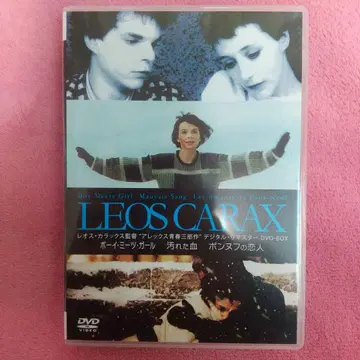 Boy Meets Girl Mauvais Sang Les Amants du Pont-Neuf
LEOS CARAX
レオス・カラックス監督 "アレックス青春三部作" デジタル・リマスター DVD-BOX
ボーイ・ミーツ・ガール 汚れた血 ポンヌフの恋人
DVD
VIDEO